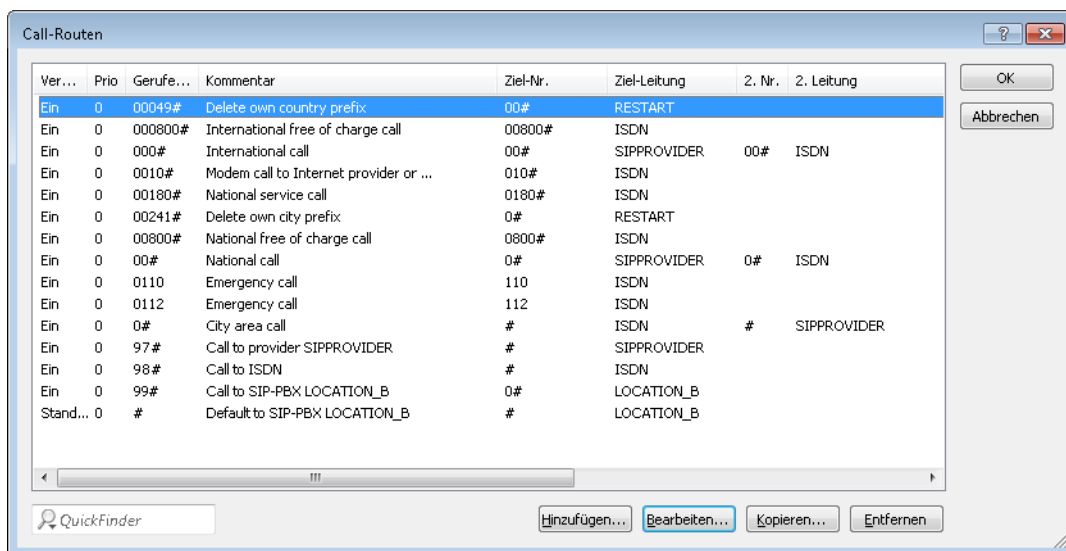 Call-Routen
Ver... Prio Gerufe... Kommentar Ziel-Nr. Ziel-Leitung 2. Nr. 2. Leitung
Ein 0 00049# Delete own country prefix 00# RESTART
Ein 0 000800# International free of charge call 00800# ISDN
Ein 0 000# International call 00# SIPPROVIDER 00# ISDN
Ein 0 0010# Modem call to Internet provider or ... 010# ISDN
Ein 0 00180# National service call 0180# ISDN
Ein 0 00241# Delete own city prefix 0# RESTART
Ein 0 00800# National free of charge call 0800# ISDN
Ein 0 00# National call 0# SIPPROVIDER 0# ISDN
Ein 0 0110 Emergency call 110 ISDN
Ein 0 0112 Emergency call 112 ISDN
Ein 0 0# City area call # ISDN # SIPPROVIDER
Ein 0 97# Call to provider SIPPROVIDER # SIPPROVIDER
Ein 0 98# Call to ISDN # ISDN
Ein 0 99# Call to SIP-PBX LOCATION_B 0# LOCATION_B
Stand... 0 # Default to SIP-PBX LOCATION_B # LOCATION_B
OK
Abbrechen
QuickFinder
Hinzufügen... Bearbeiten... Kopieren... Entfernen